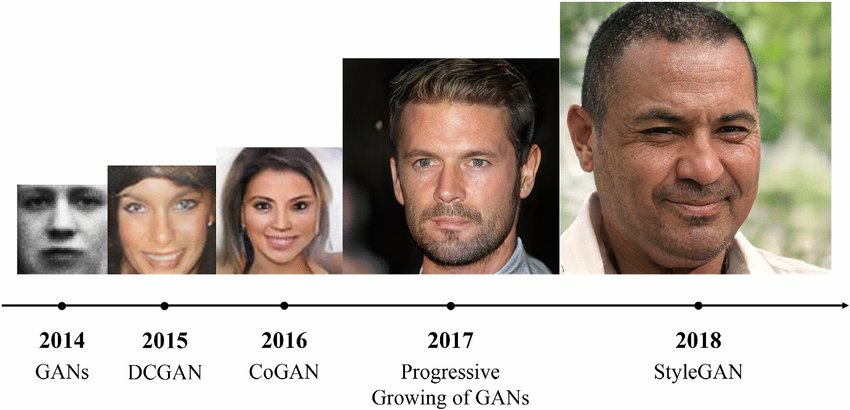 2014
GANs
2015
DCGAN
2016
CoGAN
2017
Progressive
Growing of GANs
2018
StyleGAN